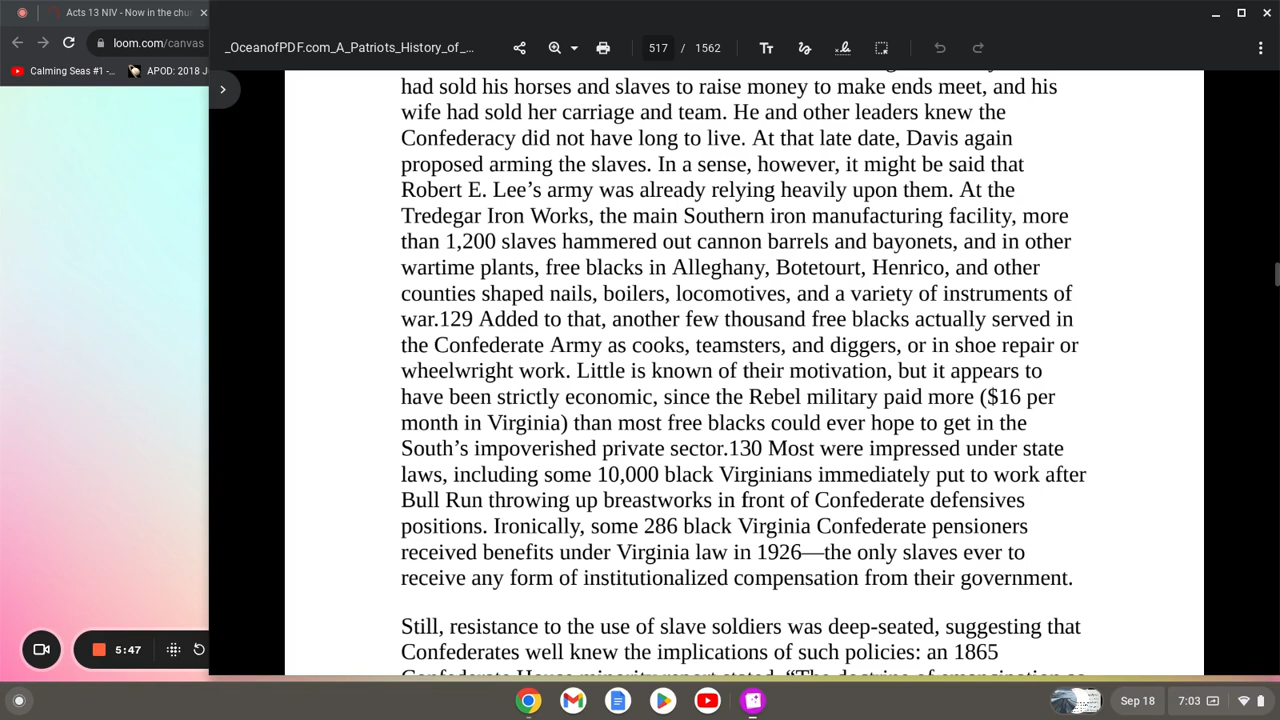 Acts 13 NIV - Now in the chu
_OceanofPDF.com_A_Patriots_History_of_...
517 / 1562
loom.com/canvas
Calming Seas #1 -...
APOD: 2018 J
had sold his horses and slaves to raise money to make ends meet, and his
wife had sold her carriage and team. He and other leaders knew the
Confederacy did not have long to live. At that late date, Davis again
proposed arming the slaves. In a sense, however, it might be said that
Robert E. Lee’s army was already relying heavily upon them. At the
Tredegar Iron Works, the main Southern iron manufacturing facility, more
than 1,200 slaves hammered out cannon barrels and bayonets, and in other
wartime plants, free blacks in Alleghany, Botetourt, Henrico, and other
counties shaped nails, boilers, locomotives, and a variety of instruments of
war.129 Added to that, another few thousand free blacks actually served in
the Confederate Army as cooks, teamsters, and diggers, or in shoe repair or
wheelwright work. Little is known of their motivation, but it appears to
have been strictly economic, since the Rebel military paid more ($16 per
month in Virginia) than most free blacks could ever hope to get in the
South’s impoverished private sector.130 Most were impressed under state
laws, including some 10,000 black Virginians immediately put to work after
Bull Run throwing up breastworks in front of Confederate defensives
positions. Ironically, some 286 black Virginia Confederate pensioners
received benefits under Virginia law in 1926—the only slaves ever to
receive any form of institutionalized compensation from their government.
Still, resistance to the use of slave soldiers was deep-seated, suggesting that
Confederates well knew the implications of such policies: an 1865
Confederate House minority report stated, “The doctrine of emancipation as
5:47
Sep 18
7:03